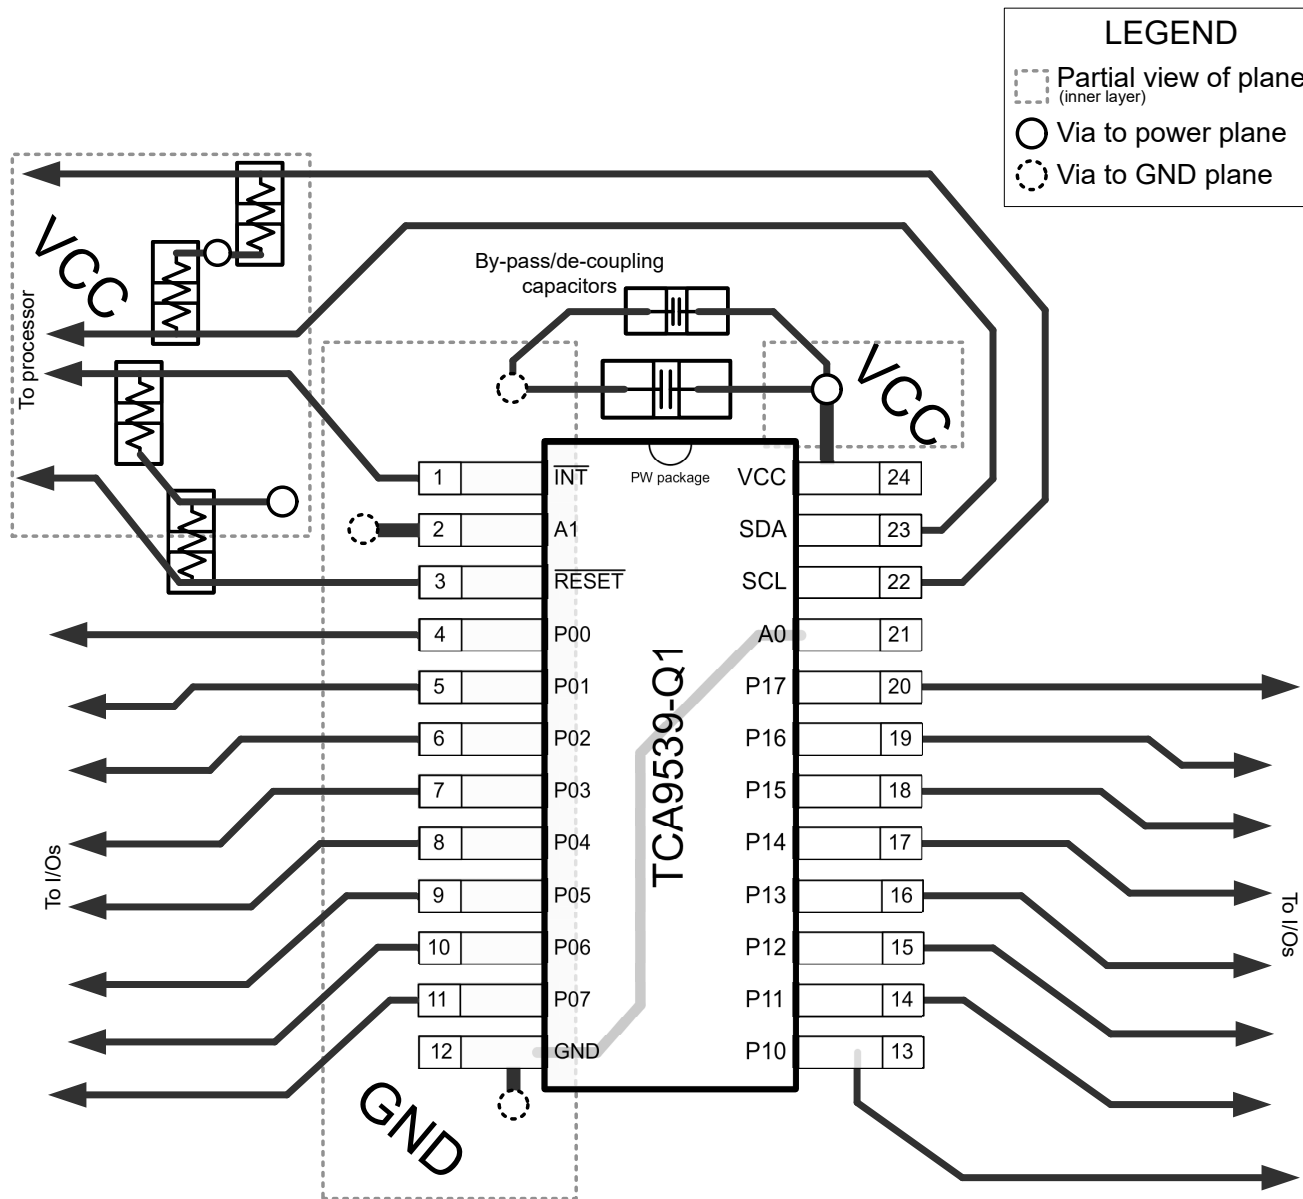 LEGEND
Partial view of plane
(inner layer)
Via to power plane
Via to GND plane
VCC
To processor
By-pass/de-coupling
capacitors
VCC
PW package
1 INT
2 A1
3 RESET
4 P00
5 P01
6 P02
7 P03
8 P04
9 P05
10 P06
11 P07
12 GND
TCA9539-Q1
VCC 24
SDA 23
SCL 22
A0 21
P17 20
P16 19
P15 18
P14 17
P13 16
P12 15
P11 14
P10 13
To I/Os
To I/Os
GND